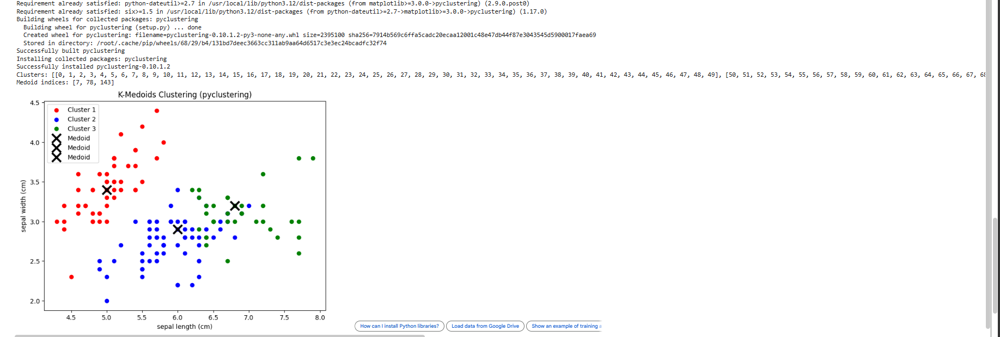 Requirement already satisfied: python-dateutil>=2.7 in /usr/local/lib/python3.12/dist-packages (from matplotlib>=3.0.0->pyclustering) (2.9.0.post0)
Requirement already satisfied: six>=1.5 in /usr/local/lib/python3.12/dist-packages (from python-dateutil>=2.7->matplotlib>=3.0.0->pyclustering) (1.17.0)
Building wheels for collected packages: pyclustering
Building wheel for pyclustering (setup.py) ... done
Created wheel for pyclustering: filename=pyclustering-0.10.1.2-py3-none-any.whl size=2395100 sha256=7914b569c6ffa5cadc20ecaa12001c48e47db44f87e3043545d5900017faea69
Stored in directory: /root/.cache/pip/wheels/68/29/b4/131bd7deec3663cc311ab9aa64d6517c3e3ec24bcadfc32f74
Successfully built pyclustering
Installing collected packages: pyclustering
Successfully installed pyclustering-0.10.1.2
Clusters: [[0, 1, 2, 3, 4, 5, 6, 7, 8, 9, 10, 11, 12, 13, 14, 15, 16, 17, 18, 19, 20, 21, 22, 23, 24, 25, 26, 27, 28, 29, 30, 31, 32, 33, 34, 35, 36, 37, 38, 39, 40, 41, 42, 43, 44, 45, 46, 47, 48, 49], [50, 51, 52, 53, 54, 55, 56, 57, 58, 59, 60, 61, 62, 63, 64, 65, 66, 67, 68
Medoid indices: [7, 78, 143]
K-Medoids Clustering (pyclustering)
4.5
4.0
3.5
3.0
2.5
2.0
sepal width (cm)
Cluster 1
Cluster 2
Cluster 3
Medoid
Medoid
Medoid
4.5 5.0 5.5 6.0 6.5 7.0 7.5 8.0
sepal length (cm)
How can I install Python libraries? Load data from Google Drive Show an example of training